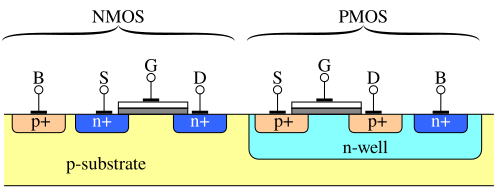 NMOS PMOS
B S G D S G D B
p+ n+ n+ p+ p+ n+
n-well
p-substrate